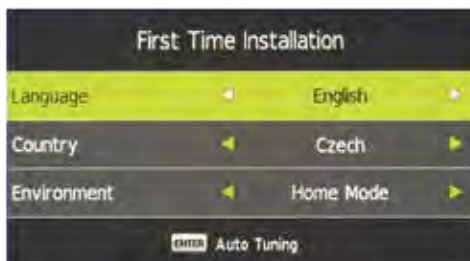 First Time Installation
Language English
Country Czech
Environment Home Mode
ENTER Auto Tuning